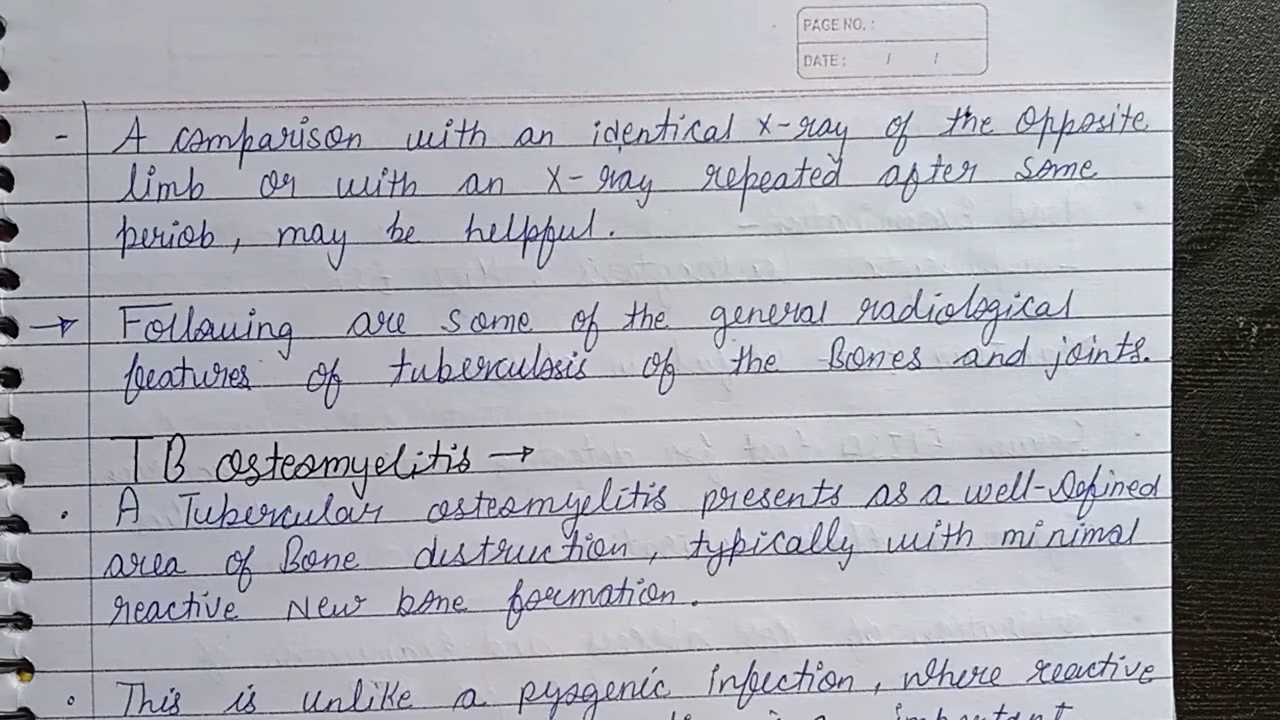 PAGE NO. :
DATE : / /
- A comparison with an identical X-ray of the opposite
limb or with an X-ray repeated after some
period, may be helpful.
→ Following are some of the general radiological
features of tuberculosis of the Bones and joints.
TB osteomyelitis →
. A Tubercular osteomyelitis presents as a well-defined
area of Bone distruction, typically with minimal
reactive New bone formation.
. This is unlike a pyogenic infection, where reactive
important